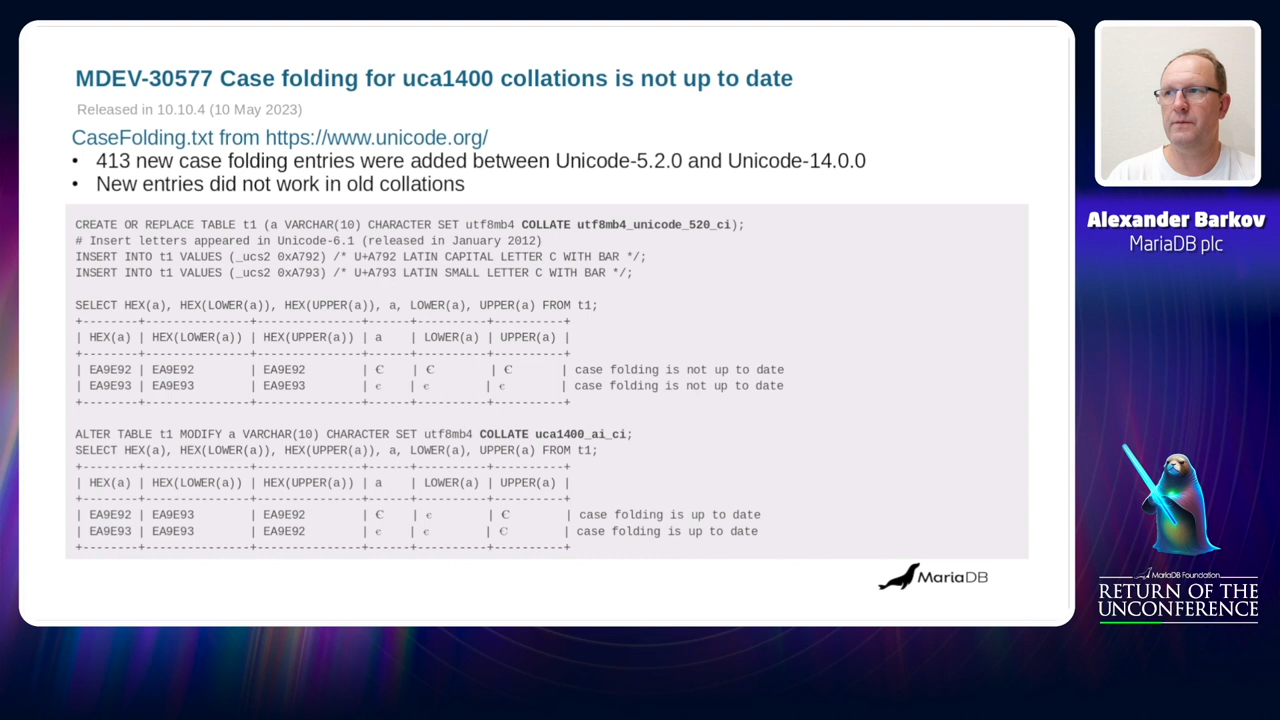 MDEV-30577 Case folding for uca1400 collations is not up to date
Released in 10.10.4 (10 May 2023)
CaseFolding.txt from https://www.unicode.org/
• 413 new case folding entries were added between Unicode-5.2.0 and Unicode-14.0.0
• New entries did not work in old collations
CREATE OR REPLACE TABLE t1 (a VARCHAR(10) CHARACTER SET utf8mb4 COLLATE utf8mb4_unicode_520_ci);
# Insert letters appeared in Unicode-6.1 (released in January 2012)
INSERT INTO t1 VALUES (_ucs2 0xA792) /* U+A792 LATIN CAPITAL LETTER C WITH BAR */;
INSERT INTO t1 VALUES (_ucs2 0xA793) /* U+A793 LATIN SMALL LETTER C WITH BAR */;
SELECT HEX(a), HEX(LOWER(a)), HEX(UPPER(a)), a, LOWER(a), UPPER(a) FROM t1;
+--------+---------------+---------------+------+----------+----------+
| HEX(a) | HEX(LOWER(a)) | HEX(UPPER(a)) | a    | LOWER(a) | UPPER(a) |
+--------+---------------+---------------+------+----------+----------+
| EA9E92 | EA9E92        | EA9E92        | Ꞓ    | Ꞓ        | Ꞓ        | case folding is not up to date
| EA9E93 | EA9E93        | EA9E93        | ꞓ    | ꞓ        | ꞓ        | case folding is not up to date
+--------+---------------+---------------+------+----------+----------+
ALTER TABLE t1 MODIFY a VARCHAR(10) CHARACTER SET utf8mb4 COLLATE uca1400_ai_ci;
SELECT HEX(a), HEX(LOWER(a)), HEX(UPPER(a)), a, LOWER(a), UPPER(a) FROM t1;
+--------+---------------+---------------+------+----------+----------+
| HEX(a) | HEX(LOWER(a)) | HEX(UPPER(a)) | a    | LOWER(a) | UPPER(a) |
+--------+---------------+---------------+------+----------+----------+
| EA9E92 | EA9E93        | EA9E92        | Ꞓ    | ꞓ        | Ꞓ        | case folding is up to date
| EA9E93 | EA9E93        | EA9E92        | ꞓ    | ꞓ        | Ꞓ        | case folding is up to date
+--------+---------------+---------------+------+----------+----------+
MariaDB
Alexander Barkov
MariaDB plc
MariaDB Foundation
RETURN OF THE
UNCONFERENCE